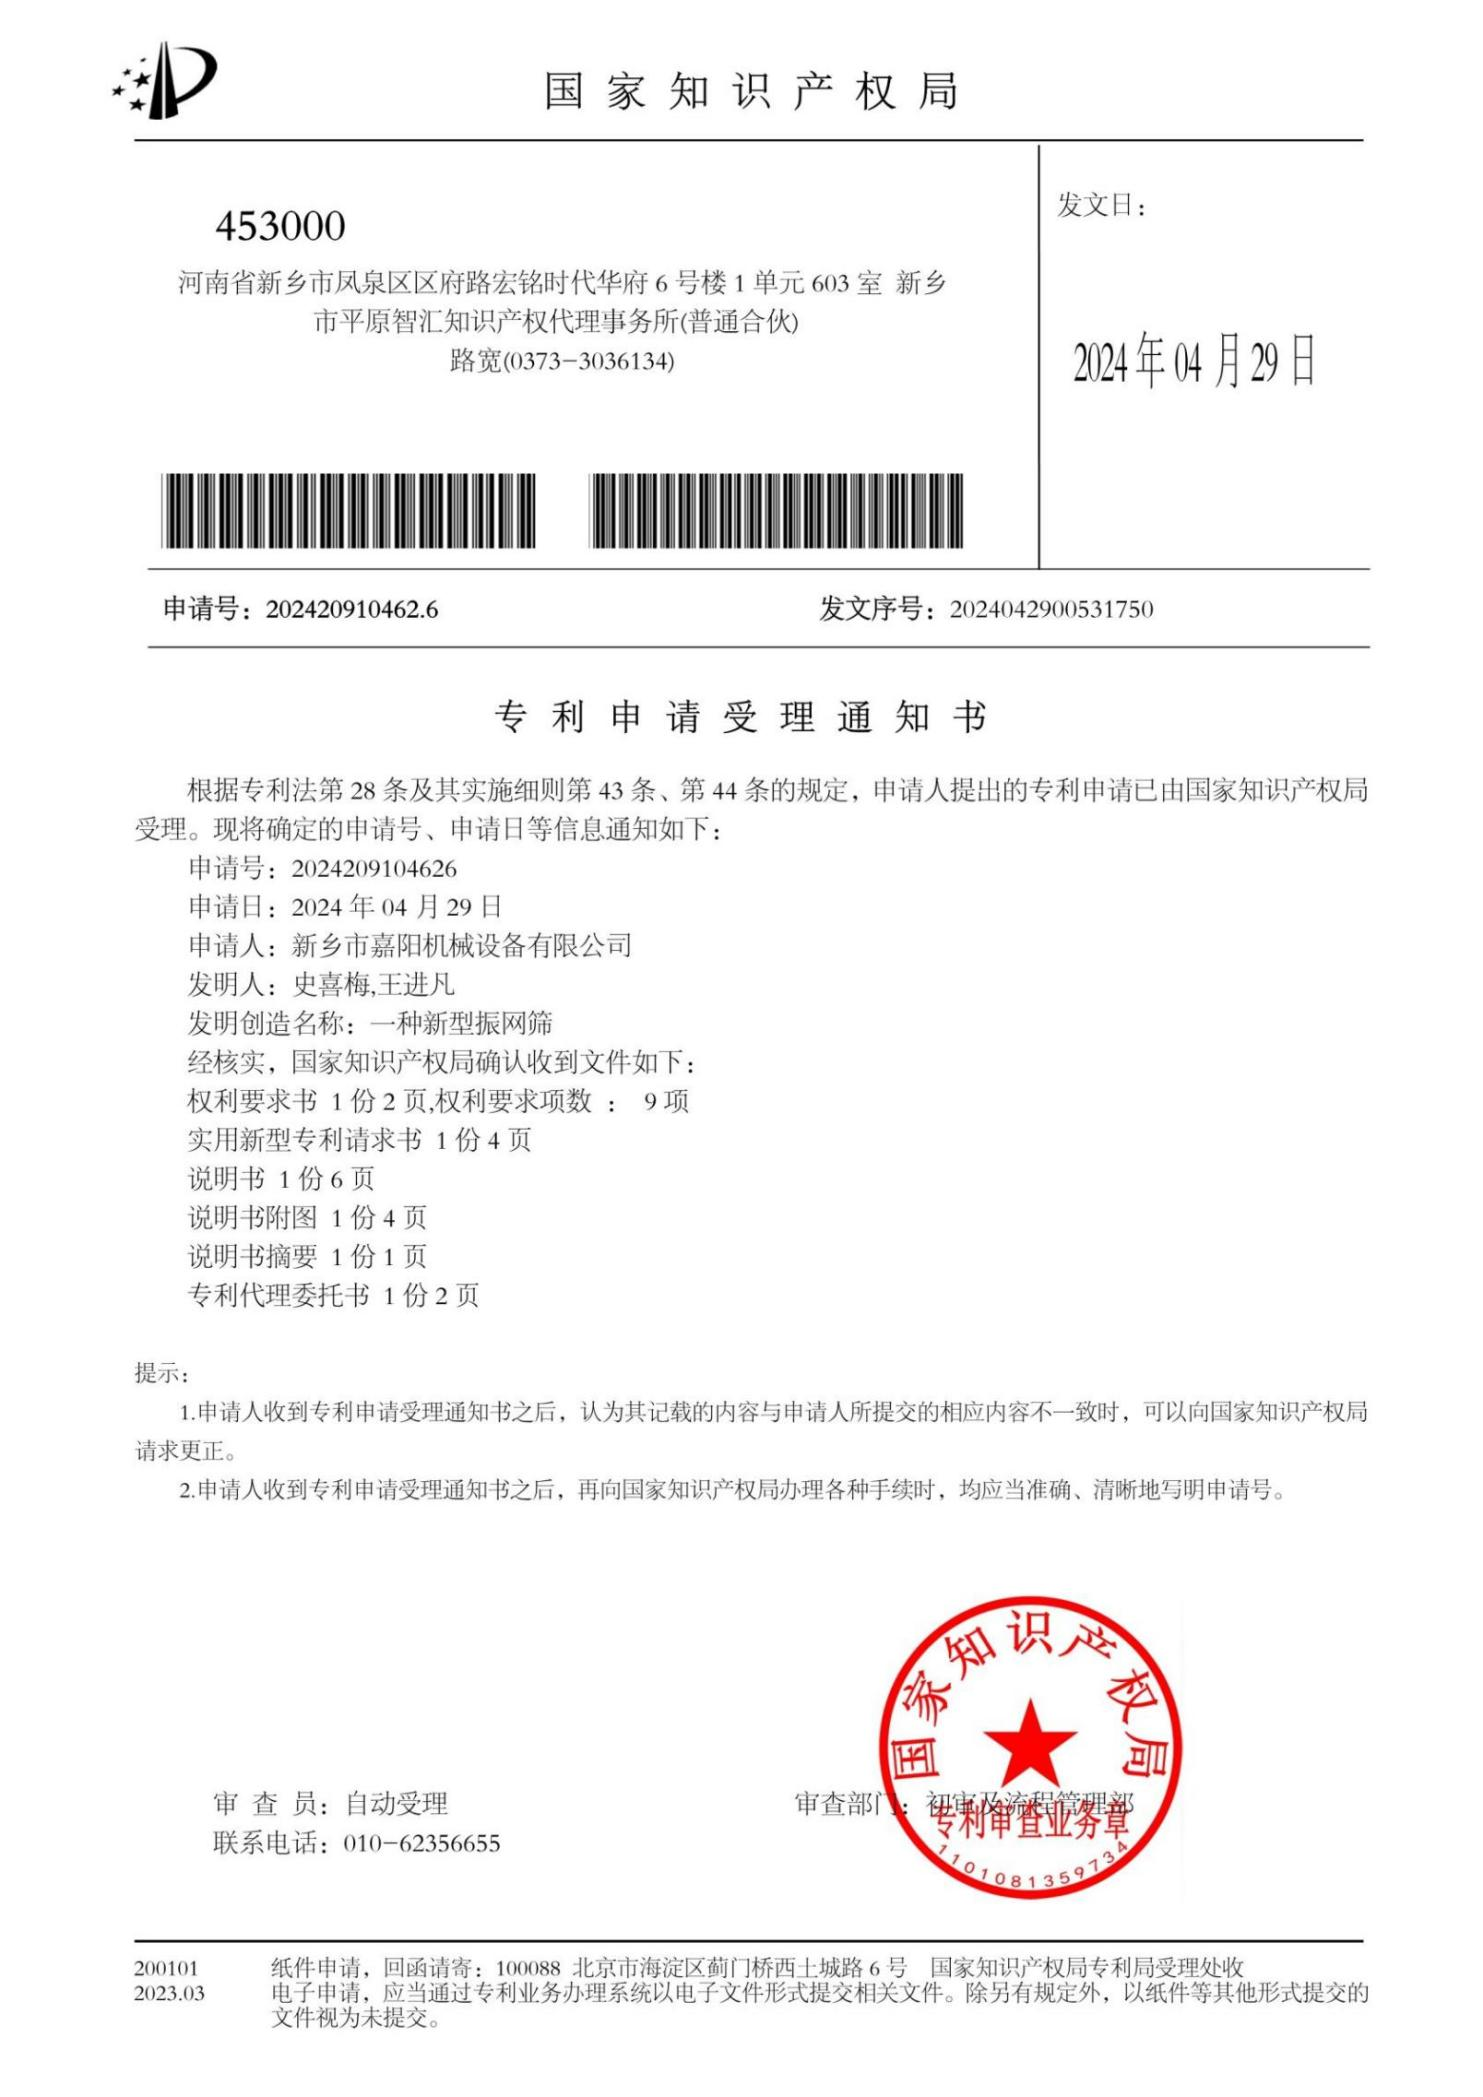 国家知识产权局
453000
河南省新乡市凤泉区区府路宏铭时代华府 6 号楼 1 单元 603 室 新乡
市平原智汇知识产权代理事务所(普通合伙)
路宽(0373-3036134)
发文日：
2024 年 04 月 29 日
申请号：202420910462.6
发文序号：2024042900531750
专利申请受理通知书
根据专利法第 28 条及其实施细则第 43 条、第 44 条的规定，申请人提出的专利申请已由国家知识产权局
受理。现将确定的申请号、申请日等信息通知如下：
申请号：2024209104626
申请日：2024 年 04 月 29 日
申请人：新乡市嘉阳机械设备有限公司
发明人：史喜梅,王进凡
发明创造名称：一种新型振网筛
经核实，国家知识产权局确认收到文件如下：
权利要求书 1 份 2 页,权利要求项数 ： 9 项
实用新型专利请求书 1 份 4 页
说明书 1 份 6 页
说明书附图 1 份 4 页
说明书摘要 1 份 1 页
专利代理委托书 1 份 2 页
提示：
1.申请人收到专利申请受理通知书之后，认为其记载的内容与申请人所提交的相应内容不一致时，可以向国家知识产权局
请求更正。
2.申请人收到专利申请受理通知书之后，再向国家知识产权局办理各种手续时，均应当准确、清晰地写明申请号。
国家知识产权局
审 查 员：自动受理
审查部门：初审及流程管理部
专利审查业务章
联系电话：010-62356655
1101081359734
200101
纸件申请，回函请寄：100088 北京市海淀区蓟门桥西土城路 6 号 国家知识产权局专利局受理处收
2023.03
电子申请，应当通过专利业务办理系统以电子文件形式提交相关文件。除另有规定外，以纸件等其他形式提交的
文件视为未提交。